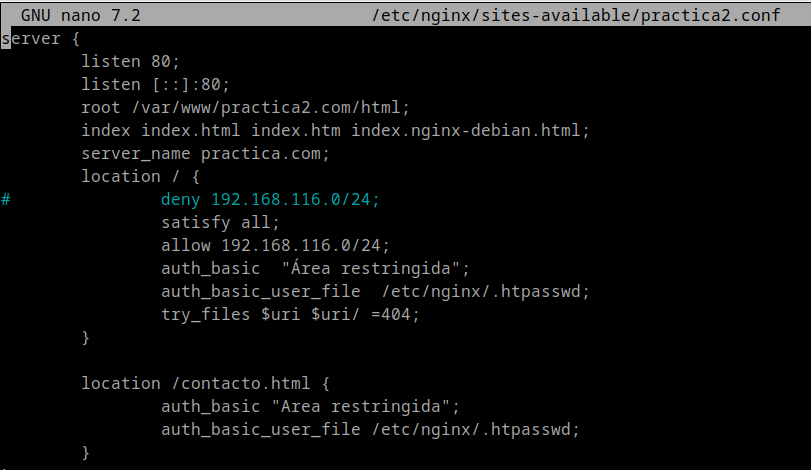 GNU nano 7.2 /etc/nginx/sites-available/practica2.conf
server {
listen 80;
listen [::]:80;
root /var/www/practica2.com/html;
index index.html index.htm index.nginx-debian.html;
server_name practica.com;
location / {
# deny 192.168.116.0/24;
satisfy all;
allow 192.168.116.0/24;
auth_basic  "Área restringida";
auth_basic_user_file  /etc/nginx/.htpasswd;
try_files $uri $uri/ =404;
}
location /contacto.html {
auth_basic "Area restringida";
auth_basic_user_file /etc/nginx/.htpasswd;
}